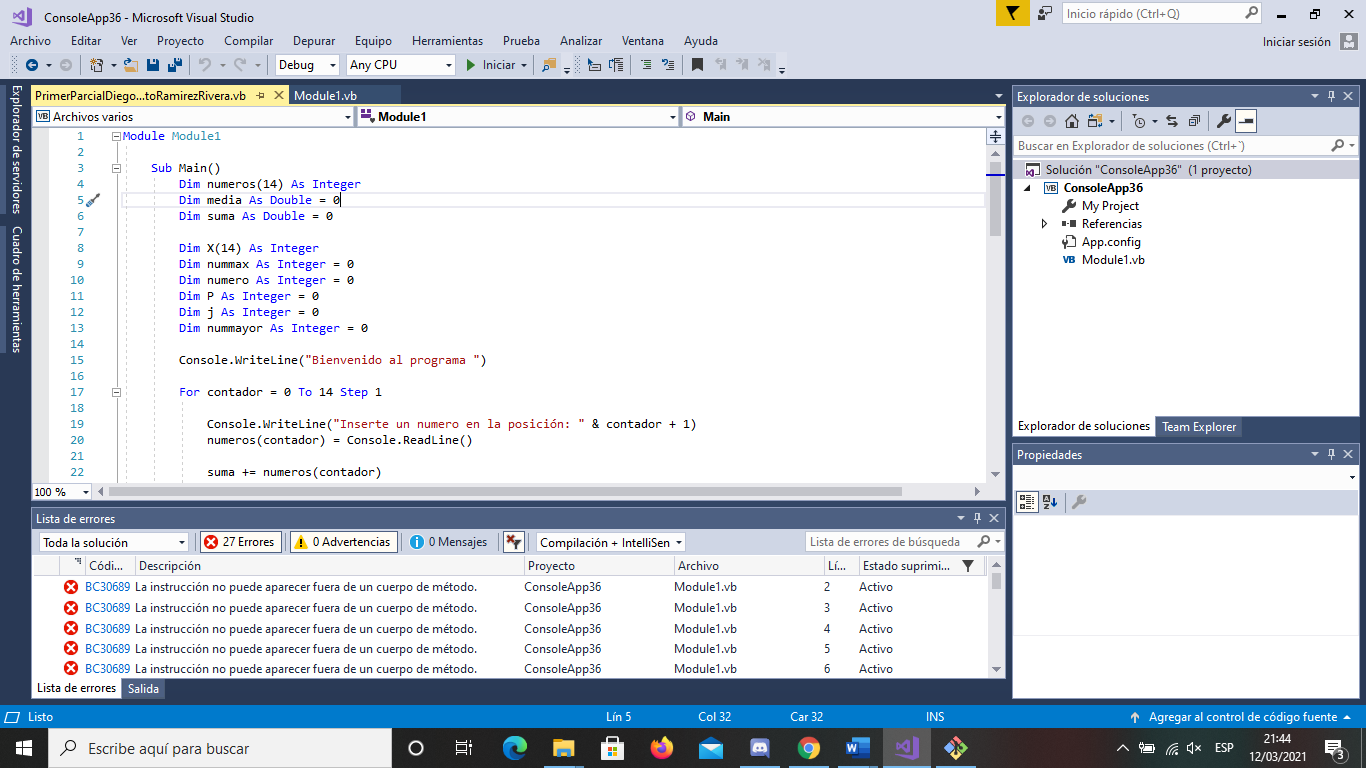 ConsoleApp36 - Microsoft Visual Studio
Inicio rápido (Ctrl+Q)
Archivo Editar Ver Proyecto Compilar Depurar Equipo Herramientas Prueba Analizar Ventana Ayuda
Iniciar sesión
Debug Any CPU Iniciar
Explorador de servidores
Cuadro de herramientas
PrimerParcialDiego...toRamirezRivera.vb Module1.vb
VB Archivos varios Module1 Main
1 Module Module1
2
3 Sub Main()
4 Dim numeros(14) As Integer
5 Dim media As Double = 0
6 Dim suma As Double = 0
7
8 Dim X(14) As Integer
9 Dim nummax As Integer = 0
10 Dim numero As Integer = 0
11 Dim P As Integer = 0
12 Dim j As Integer = 0
13 Dim nummayor As Integer = 0
14
15 Console.WriteLine("Bienvenido al programa ")
16
17 For contador = 0 To 14 Step 1
18
19 Console.WriteLine("Inserte un numero en la posición: " & contador + 1)
20 numeros(contador) = Console.ReadLine()
21
22 suma += numeros(contador)
100 %
Lista de errores
Toda la solución 27 Errores 0 Advertencias 0 Mensajes Compilación + IntelliSen Lista de errores de búsqueda
Códi... Descripción Proyecto Archivo Lí... Estado suprimi...
BC30689 La instrucción no puede aparecer fuera de un cuerpo de método. ConsoleApp36 Module1.vb 2 Activo
BC30689 La instrucción no puede aparecer fuera de un cuerpo de método. ConsoleApp36 Module1.vb 3 Activo
BC30689 La instrucción no puede aparecer fuera de un cuerpo de método. ConsoleApp36 Module1.vb 4 Activo
BC30689 La instrucción no puede aparecer fuera de un cuerpo de método. ConsoleApp36 Module1.vb 5 Activo
BC30689 La instrucción no puede aparecer fuera de un cuerpo de método. ConsoleApp36 Module1.vb 6 Activo
Lista de errores Salida
Explorador de soluciones
Buscar en Explorador de soluciones (Ctrl+`)
Solución "ConsoleApp36" (1 proyecto)
VB ConsoleApp36
My Project
Referencias
App.config
VB Module1.vb
Explorador de soluciones Team Explorer
Propiedades
Listo Lín 5 Col 32 Car 32 INS Agregar al control de código fuente
Escribe aquí para buscar
ESP
21:44
12/03/2021
3